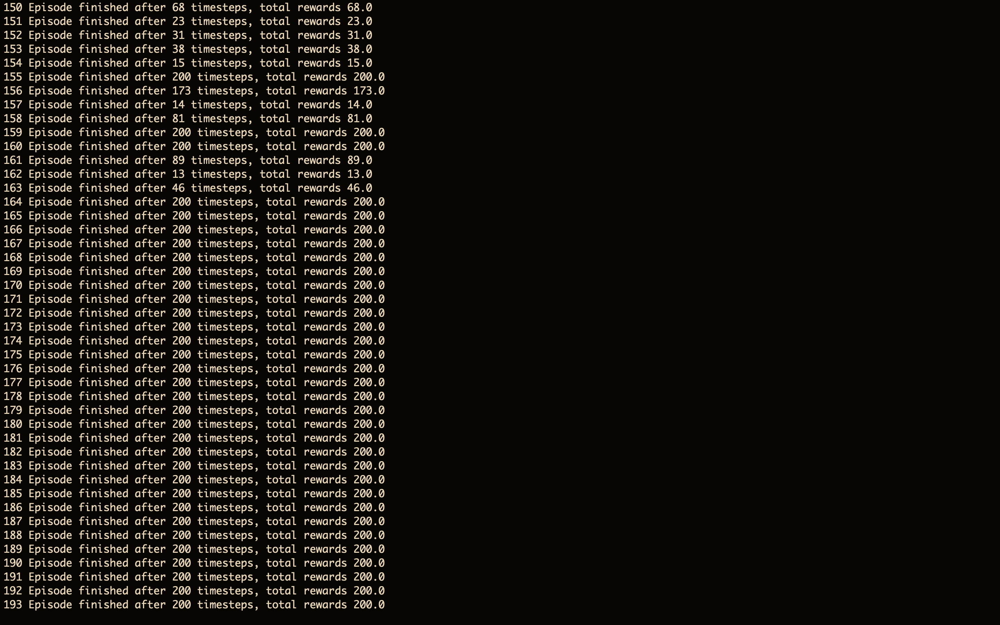 150 Episode finished after 68 timesteps, total rewards 68.0
151 Episode finished after 23 timesteps, total rewards 23.0
152 Episode finished after 31 timesteps, total rewards 31.0
153 Episode finished after 38 timesteps, total rewards 38.0
154 Episode finished after 15 timesteps, total rewards 15.0
155 Episode finished after 200 timesteps, total rewards 200.0
156 Episode finished after 173 timesteps, total rewards 173.0
157 Episode finished after 14 timesteps, total rewards 14.0
158 Episode finished after 81 timesteps, total rewards 81.0
159 Episode finished after 200 timesteps, total rewards 200.0
160 Episode finished after 200 timesteps, total rewards 200.0
161 Episode finished after 89 timesteps, total rewards 89.0
162 Episode finished after 13 timesteps, total rewards 13.0
163 Episode finished after 46 timesteps, total rewards 46.0
164 Episode finished after 200 timesteps, total rewards 200.0
165 Episode finished after 200 timesteps, total rewards 200.0
166 Episode finished after 200 timesteps, total rewards 200.0
167 Episode finished after 200 timesteps, total rewards 200.0
168 Episode finished after 200 timesteps, total rewards 200.0
169 Episode finished after 200 timesteps, total rewards 200.0
170 Episode finished after 200 timesteps, total rewards 200.0
171 Episode finished after 200 timesteps, total rewards 200.0
172 Episode finished after 200 timesteps, total rewards 200.0
173 Episode finished after 200 timesteps, total rewards 200.0
174 Episode finished after 200 timesteps, total rewards 200.0
175 Episode finished after 200 timesteps, total rewards 200.0
176 Episode finished after 200 timesteps, total rewards 200.0
177 Episode finished after 200 timesteps, total rewards 200.0
178 Episode finished after 200 timesteps, total rewards 200.0
179 Episode finished after 200 timesteps, total rewards 200.0
180 Episode finished after 200 timesteps, total rewards 200.0
181 Episode finished after 200 timesteps, total rewards 200.0
182 Episode finished after 200 timesteps, total rewards 200.0
183 Episode finished after 200 timesteps, total rewards 200.0
184 Episode finished after 200 timesteps, total rewards 200.0
185 Episode finished after 200 timesteps, total rewards 200.0
186 Episode finished after 200 timesteps, total rewards 200.0
187 Episode finished after 200 timesteps, total rewards 200.0
188 Episode finished after 200 timesteps, total rewards 200.0
189 Episode finished after 200 timesteps, total rewards 200.0
190 Episode finished after 200 timesteps, total rewards 200.0
191 Episode finished after 200 timesteps, total rewards 200.0
192 Episode finished after 200 timesteps, total rewards 200.0
193 Episode finished after 200 timesteps, total rewards 200.0